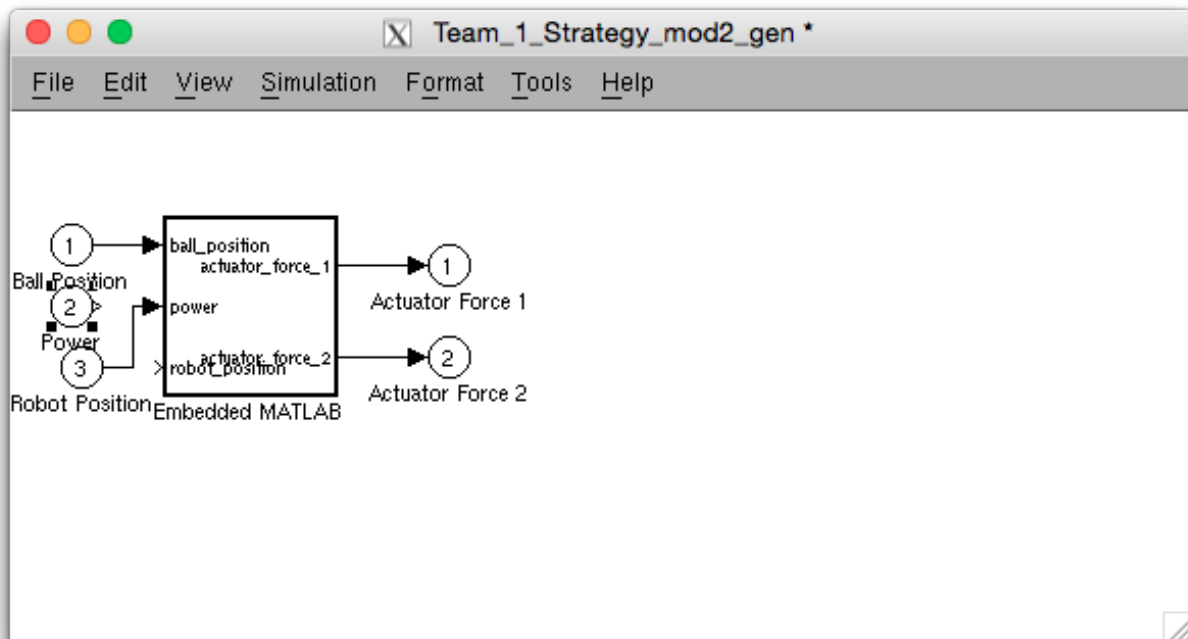 Team_1_Strategy_mod2_gen *
File Edit View Simulation Format Tools Help
1
Ball Position
2
Power
3
Robot Position
ball_position
actuator_force_1
power
actuator_force_2
robot_position
Embedded MATLAB
1
Actuator Force 1
2
Actuator Force 2